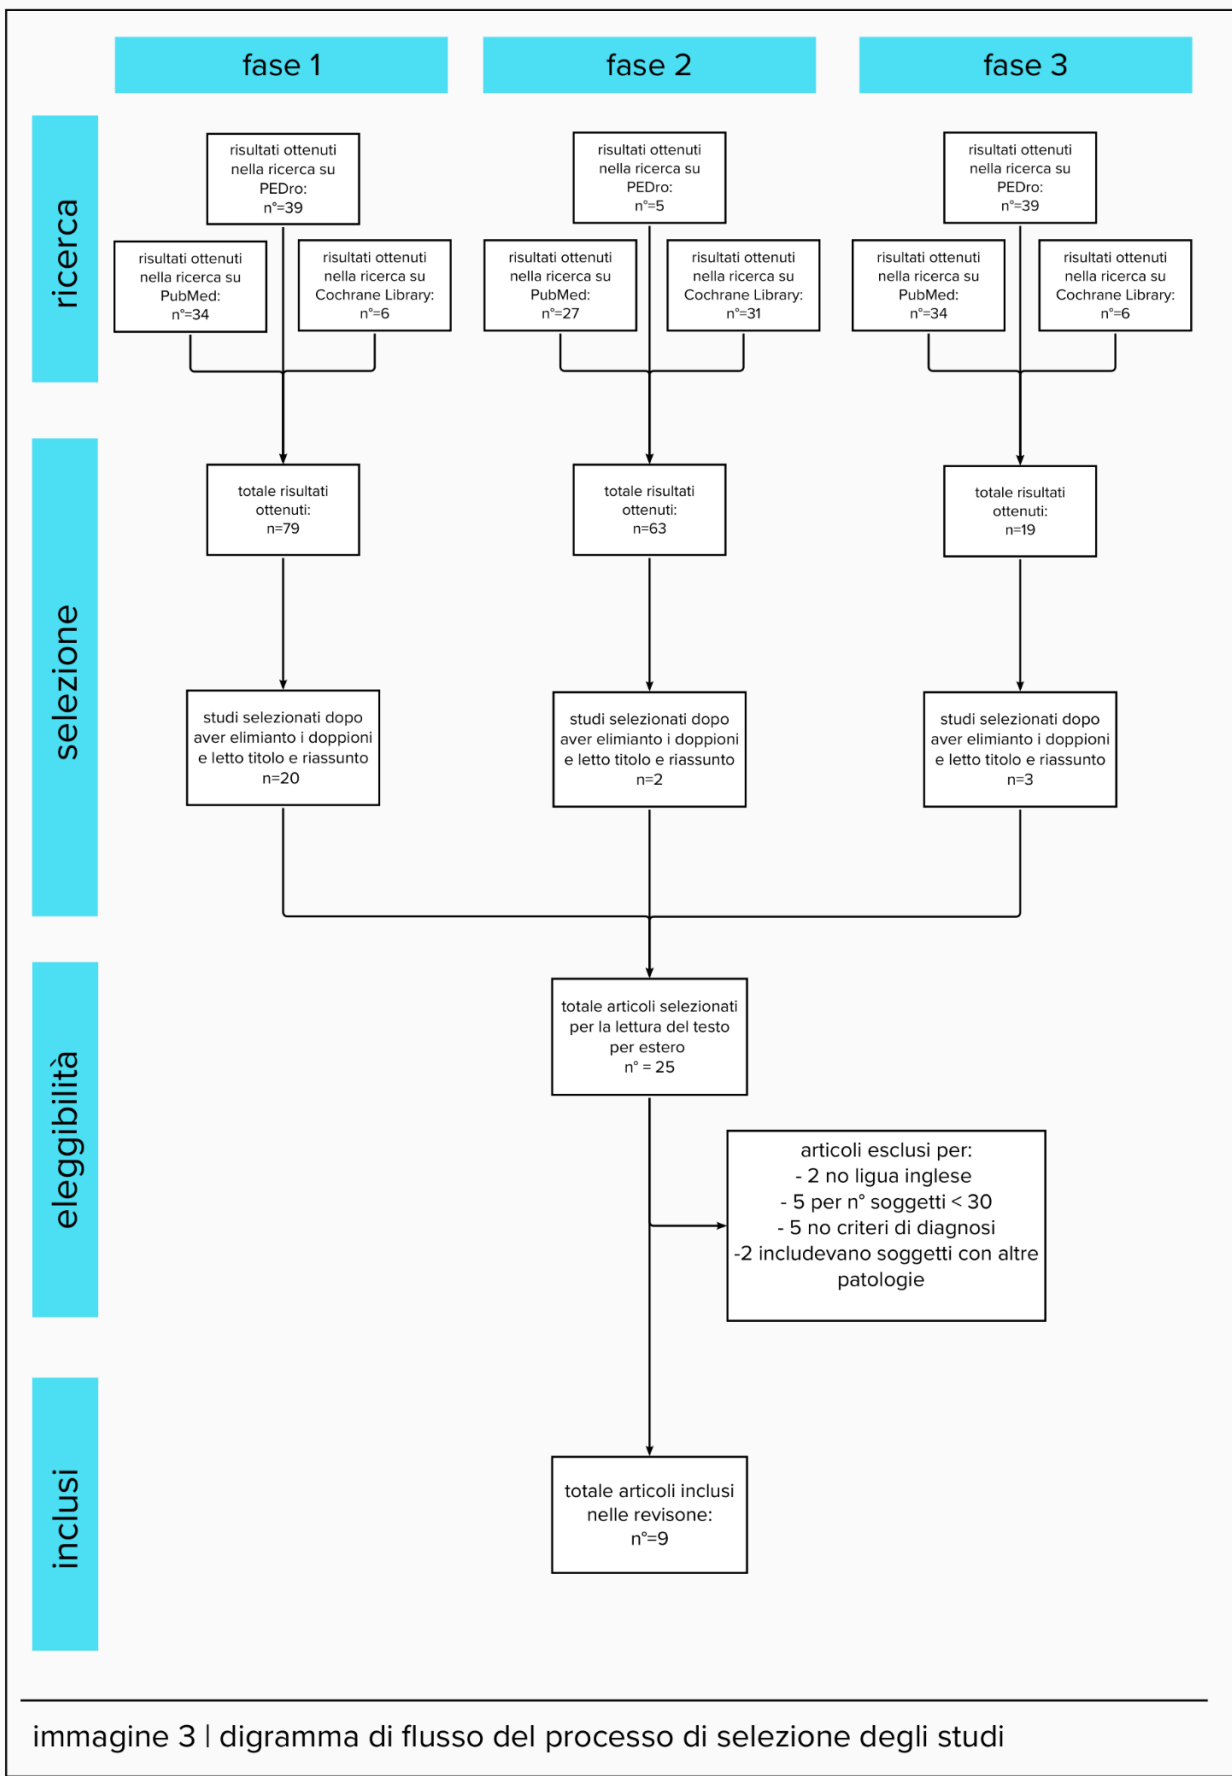 fase 1
fase 2
fase 3
ricerca
risultati ottenuti
nella ricerca su
PEDro:
n°=39
risultati ottenuti
nella ricerca su
PubMed:
n°=34
risultati ottenuti
nella ricerca su
Cochrane Library:
n°=6
risultati ottenuti
nella ricerca su
PEDro:
n°=5
risultati ottenuti
nella ricerca su
PubMed:
n°=27
risultati ottenuti
nella ricerca su
Cochrane Library:
n°=31
risultati ottenuti
nella ricerca su
PEDro:
n°=39
risultati ottenuti
nella ricerca su
PubMed:
n°=34
risultati ottenuti
nella ricerca su
Cochrane Library:
n°=6
selezione
totale risultati
ottenuti:
n=79
totale risultati
ottenuti:
n=63
totale risultati
ottenuti:
n=19
studi selezionati dopo
aver elimianto i doppioni
e letto titolo e riassunto
n=20
studi selezionati dopo
aver elimianto i doppioni
e letto titolo e riassunto
n=2
studi selezionati dopo
aver elimianto i doppioni
e letto titolo e riassunto
n=3
eleggibilità
totale articoli selezionati
per la lettura del testo
per estero
n° = 25
articoli esclusi per:
- 2 no ligua inglese
- 5 per n° soggetti < 30
- 5 no criteri di diagnosi
-2 includevano soggetti con altre
patologie
inclusi
totale articoli inclusi
nelle revisone:
n°=9
immagine 3 | digramma di flusso del processo di selezione degli studi